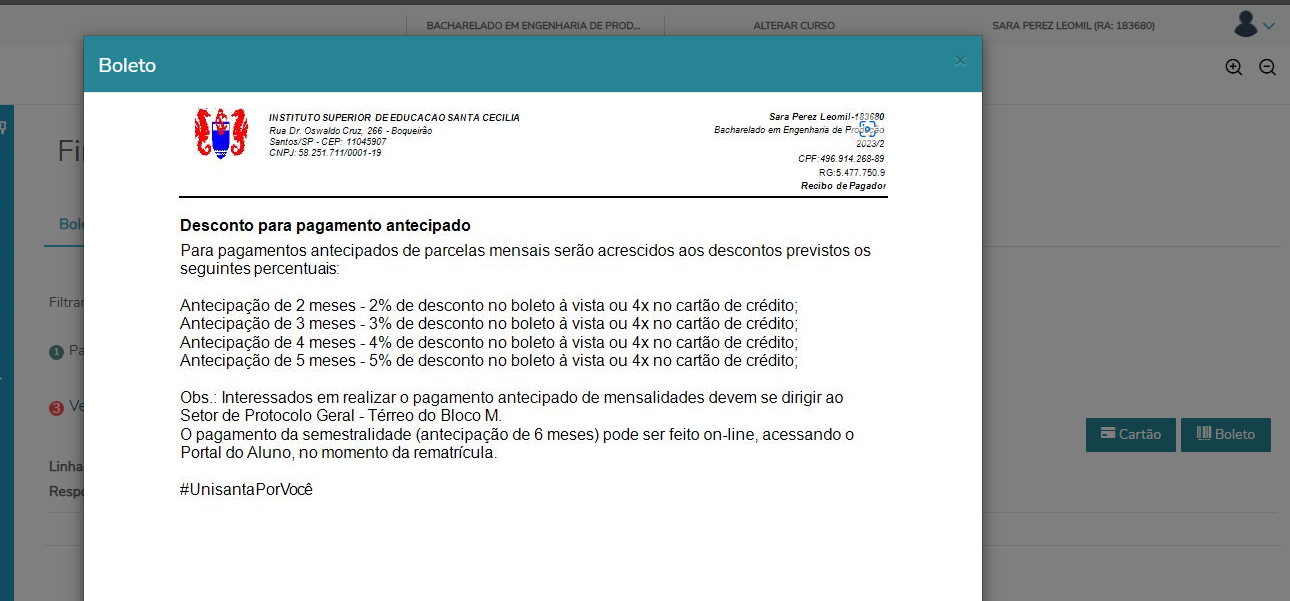 BACHARELADO EM ENGENHARIA DE PROD... ALTERAR CURSO SARA PEREZ LEOMIL (RA: 183680)
Boleto
INSTITUTO SUPERIOR DE EDUCACAO SANTA CECILIA
Rua Dr. Oswaldo Cruz, 266 - Boqueirão
Santos/SP - CEP: 11045907
CNPJ: 58.251.711/0001-19
Sara Perez Leomil-183680
Bacharelado em Engenharia de Produção
2023/2
CPF:496.914.268-89
RG:5.477.750.9
Recibo de Pagador
Desconto para pagamento antecipado
Para pagamentos antecipados de parcelas mensais serão acrescidos aos descontos previstos os
seguintes percentuais:
Antecipação de 2 meses - 2% de desconto no boleto à vista ou 4x no cartão de crédito;
Antecipação de 3 meses - 3% de desconto no boleto à vista ou 4x no cartão de crédito;
Antecipação de 4 meses - 4% de desconto no boleto à vista ou 4x no cartão de crédito;
Antecipação de 5 meses - 5% de desconto no boleto à vista ou 4x no cartão de crédito;
Obs.: Interessados em realizar o pagamento antecipado de mensalidades devem se dirigir ao
Setor de Protocolo Geral - Térreo do Bloco M.
O pagamento da semestralidade (antecipação de 6 meses) pode ser feito on-line, acessando o
Portal do Aluno, no momento da rematrícula.
#UnisantaPorVocê
1
3
Linha
Cartão Boleto